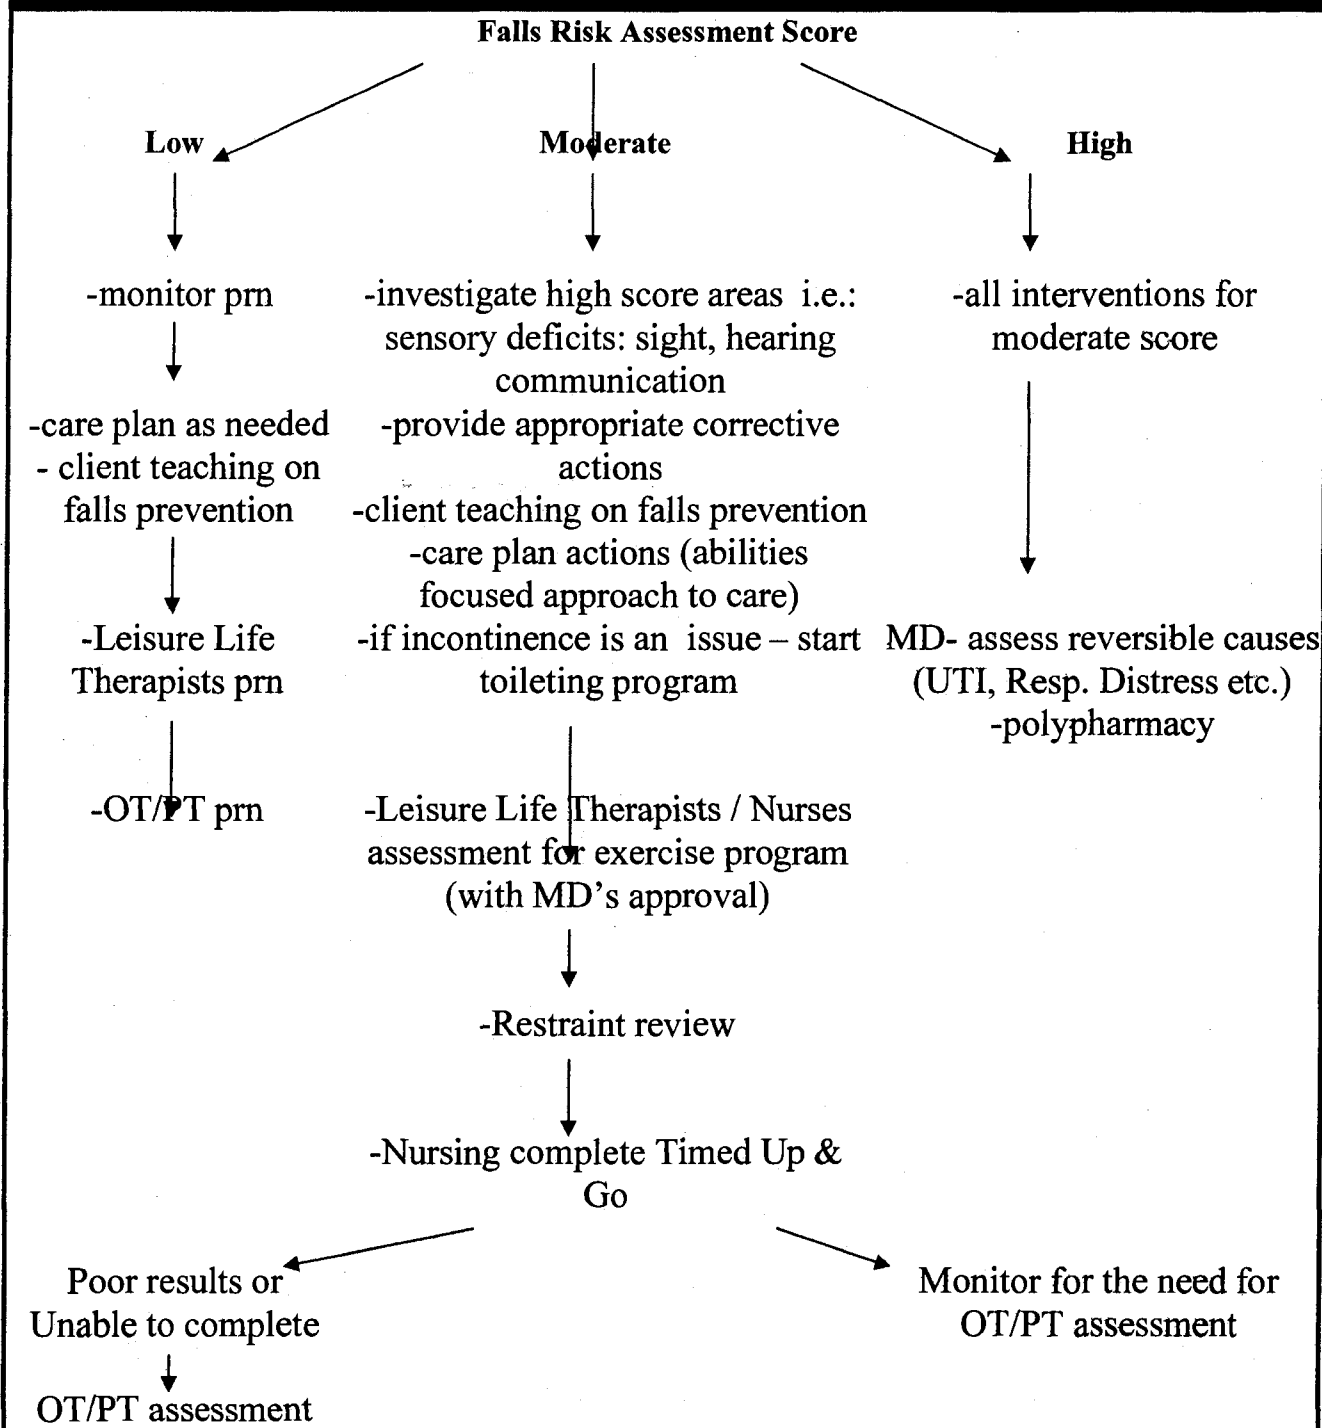 Falls Risk Assessment Score
Low
Moderate
High
-monitor prn
-care plan as needed
- client teaching on
falls prevention
-Leisure Life
Therapists prn
-OT/PT prn
-investigate high score areas i.e.:
sensory deficits: sight, hearing
communication
-provide appropriate corrective
actions
-client teaching on falls prevention
-care plan actions (abilities
focused approach to care)
-if incontinence is an issue – start
toileting program
-Leisure Life Therapists / Nurses
assessment for exercise program
(with MD's approval)
-Restraint review
-Nursing complete Timed Up &
Go
-all interventions for
moderate score
MD- assess reversible causes
(UTI, Resp. Distress etc.)
-polypharmacy
Poor results or
Unable to complete
OT/PT assessment
Monitor for the need for
OT/PT assessment